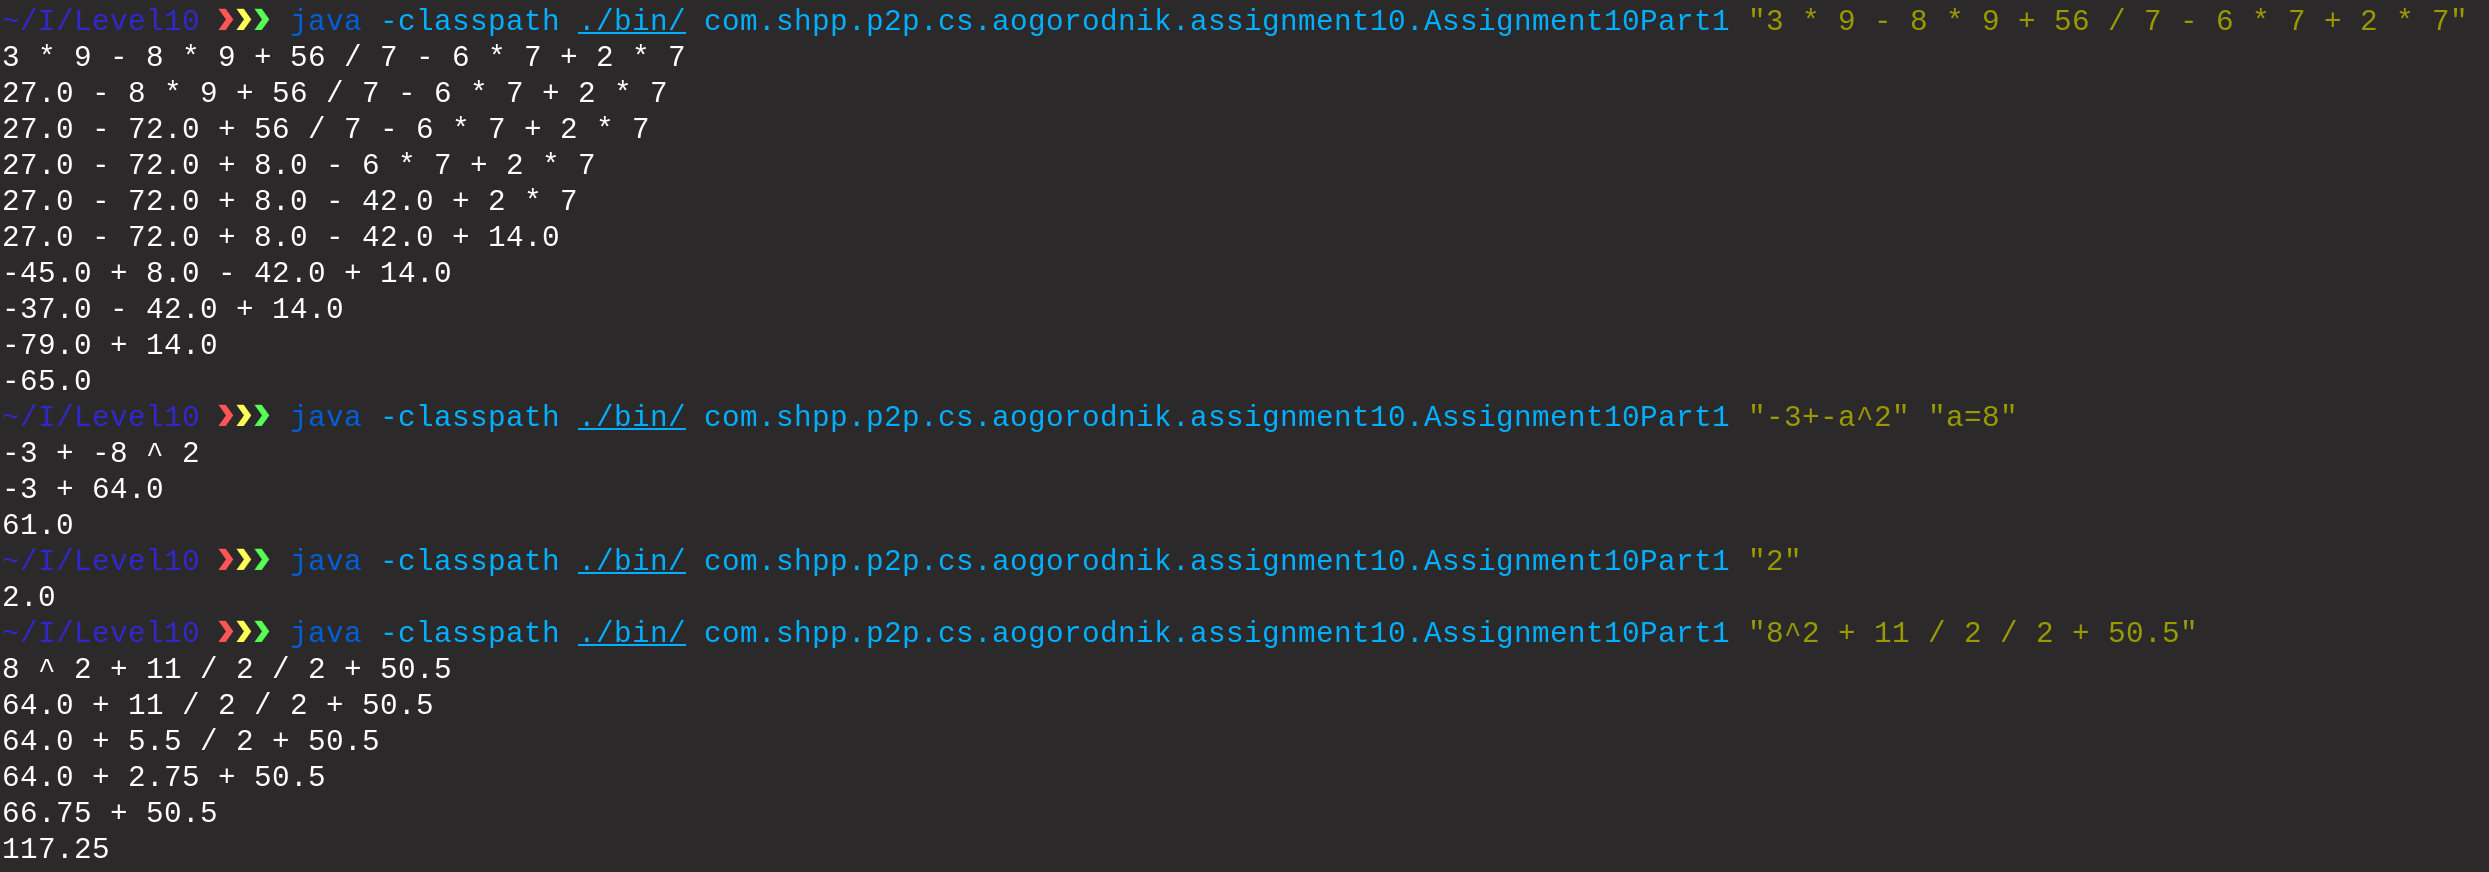 ~/I/Level10 ❯❯❯ java -classpath ./bin/ com.shpp.p2p.cs.aogorodnik.assignment10.Assignment10Part1 "3 * 9 - 8 * 9 + 56 / 7 - 6 * 7 + 2 * 7"
3 * 9 - 8 * 9 + 56 / 7 - 6 * 7 + 2 * 7
27.0 - 8 * 9 + 56 / 7 - 6 * 7 + 2 * 7
27.0 - 72.0 + 56 / 7 - 6 * 7 + 2 * 7
27.0 - 72.0 + 8.0 - 6 * 7 + 2 * 7
27.0 - 72.0 + 8.0 - 42.0 + 2 * 7
27.0 - 72.0 + 8.0 - 42.0 + 14.0
-45.0 + 8.0 - 42.0 + 14.0
-37.0 - 42.0 + 14.0
-79.0 + 14.0
-65.0
~/I/Level10 ❯❯❯ java -classpath ./bin/ com.shpp.p2p.cs.aogorodnik.assignment10.Assignment10Part1 "-3+-a^2" "a=8"
-3 + -8 ^ 2
-3 + 64.0
61.0
~/I/Level10 ❯❯❯ java -classpath ./bin/ com.shpp.p2p.cs.aogorodnik.assignment10.Assignment10Part1 "2"
2.0
~/I/Level10 ❯❯❯ java -classpath ./bin/ com.shpp.p2p.cs.aogorodnik.assignment10.Assignment10Part1 "8^2 + 11 / 2 / 2 + 50.5"
8 ^ 2 + 11 / 2 / 2 + 50.5
64.0 + 11 / 2 / 2 + 50.5
64.0 + 5.5 / 2 + 50.5
64.0 + 2.75 + 50.5
66.75 + 50.5
117.25